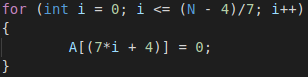 for (int i = 0; i <= (N - 4)/7; i++)
{
        A[(7*i + 4)] = 0;
}